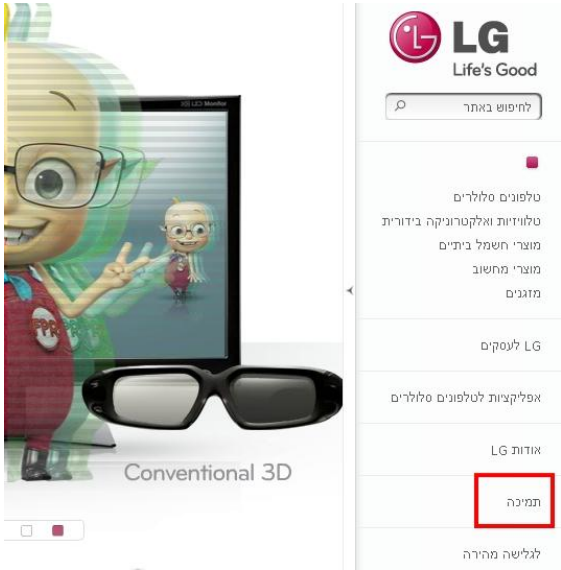 LG
Life's Good
לחיפוש באתר
טלפונים סלולרים
טלוויזיות ואלקטרוניקה בידורית
מוצרי חשמל ביתיים
מוצרי מחשוב
מזגנים
LG לעסקים
אפליקציות לטלפונים סלולרים
אודות LG
תמיכה
לגלישה מהירה
Conventional 3D